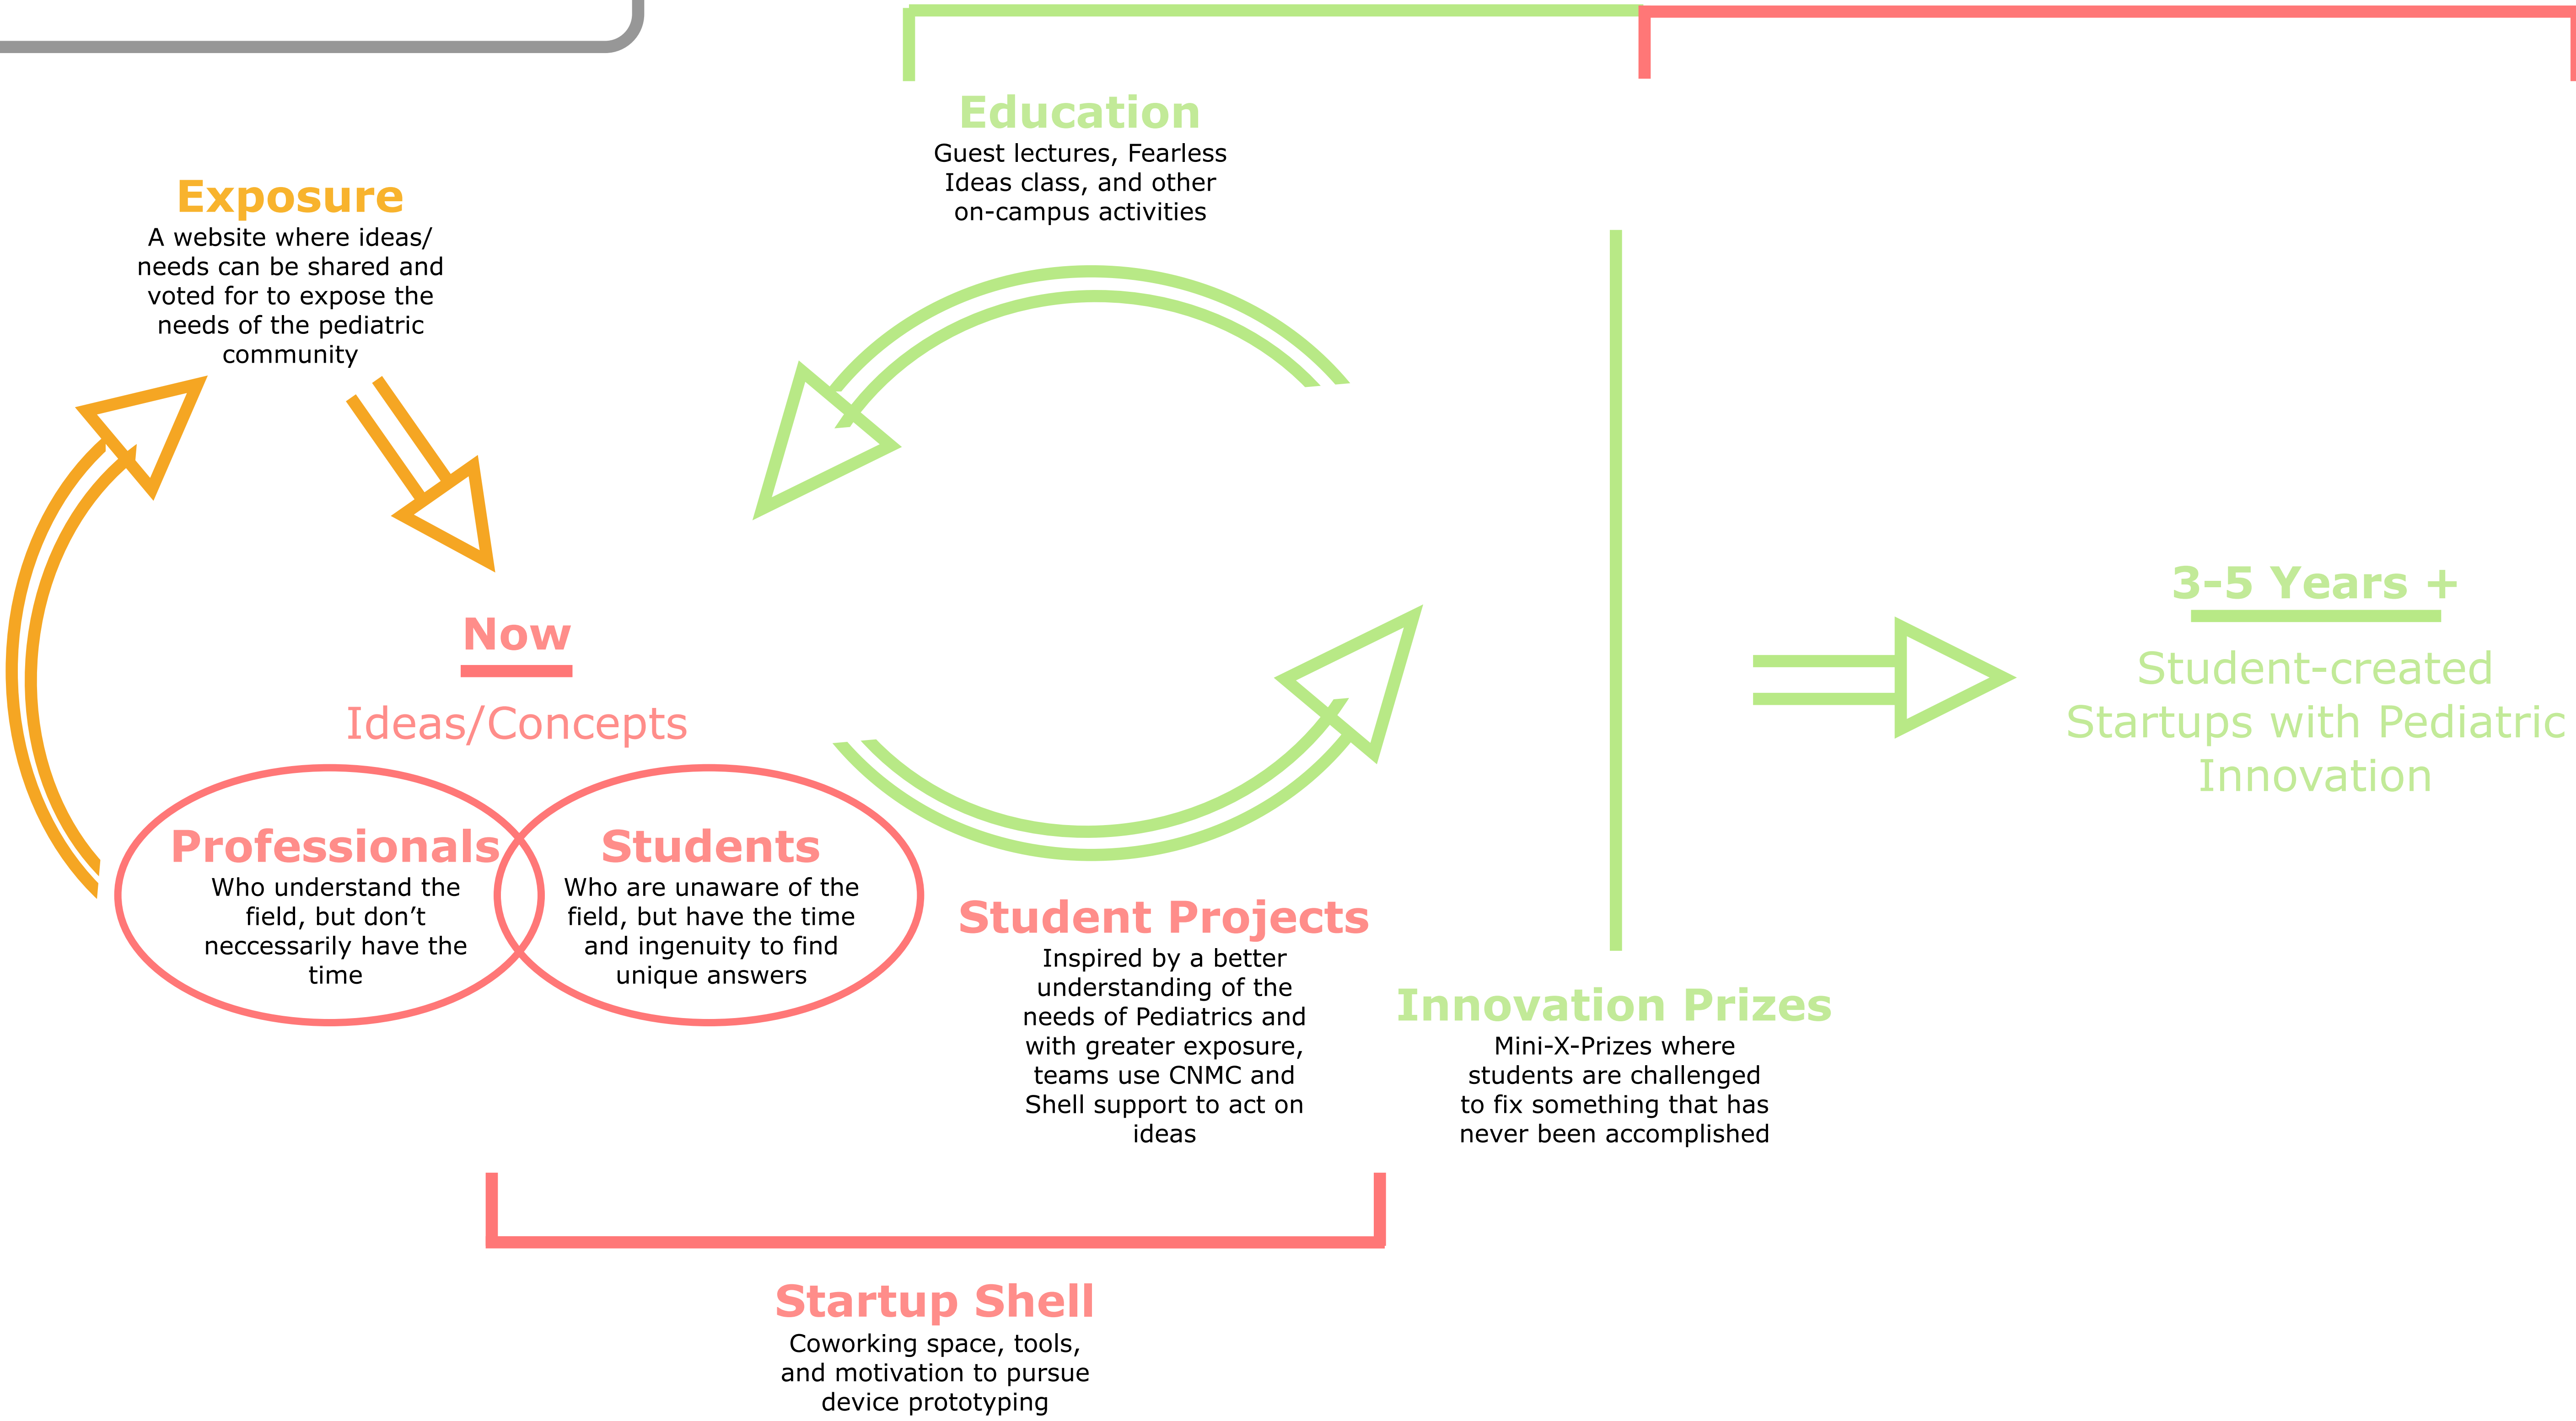 Education
Guest lectures, Fearless
Ideas class, and other
on-campus activities
Exposure
A website where ideas/
needs can be shared and
voted for to expose the
needs of the pediatric
community
Now
Ideas/Concepts
Professionals
Who understand the
field, but don’t
neccessarily have the
time
Students
Who are unaware of the
field, but have the time
and ingenuity to find
unique answers
Student Projects
Inspired by a better
understanding of the
needs of Pediatrics and
with greater exposure,
teams use CNMC and
Shell support to act on
ideas
Innovation Prizes
Mini-X-Prizes where
students are challenged
to fix something that has
never been accomplished
3-5 Years +
Student-created
Startups with Pediatric
Innovation
Startup Shell
Coworking space, tools,
and motivation to pursue
device prototyping